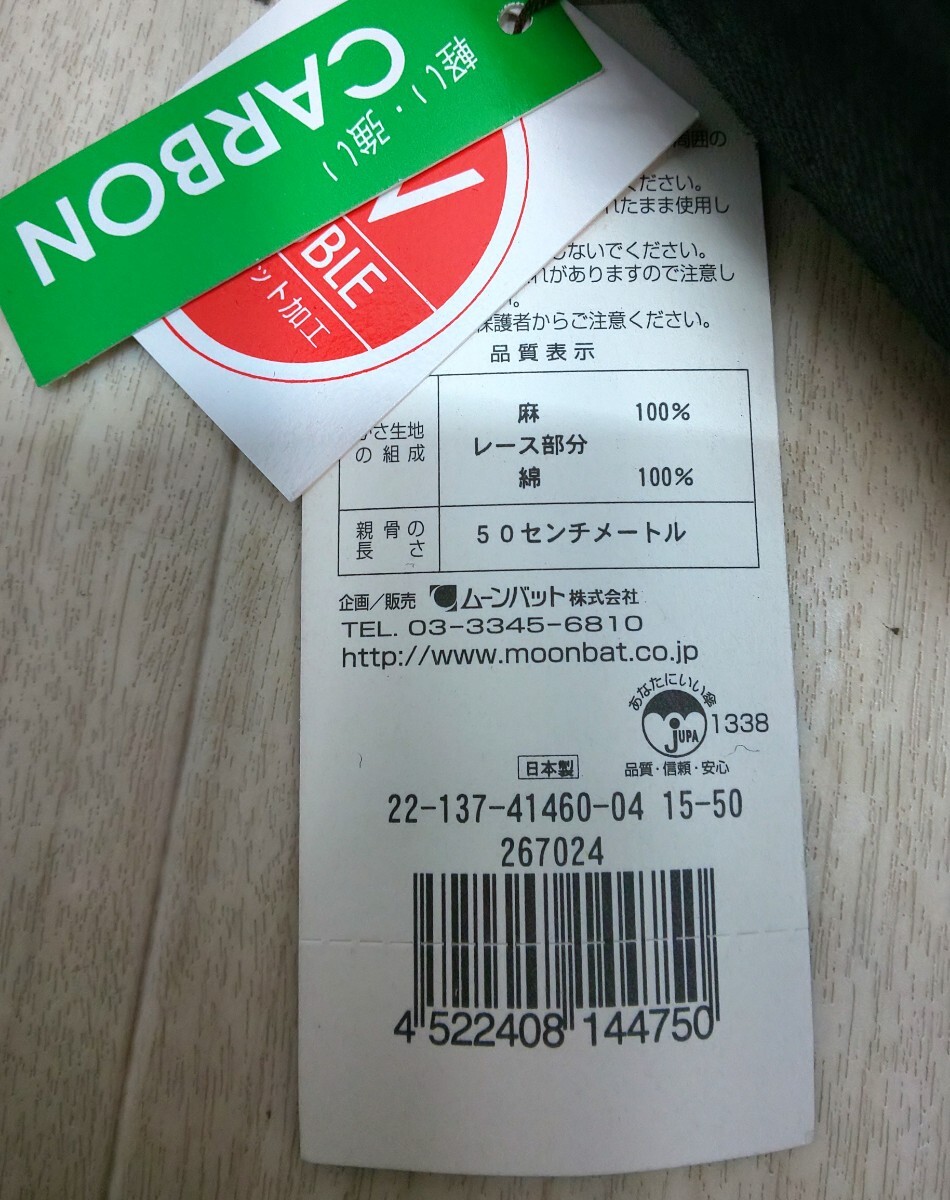 軽い・強い
CARBON
V
BLE
ット加工
周囲の
ください。
れたまま使用し
しないでください。
れがありますので注意し
保護者からご注意ください。
品質表示
かさ生地の組成
麻 100%
レース部分
綿 100%
親骨の長さ
50センチメートル
企画/販売 ムーンバット株式会社
TEL. 03-3345-6810
http://www.moonbat.co.jp
あなたにいい傘
JUPA 1338
品質・信頼・安心
日本製
22-137-41460-04 15-50
267024
4 522408 144750